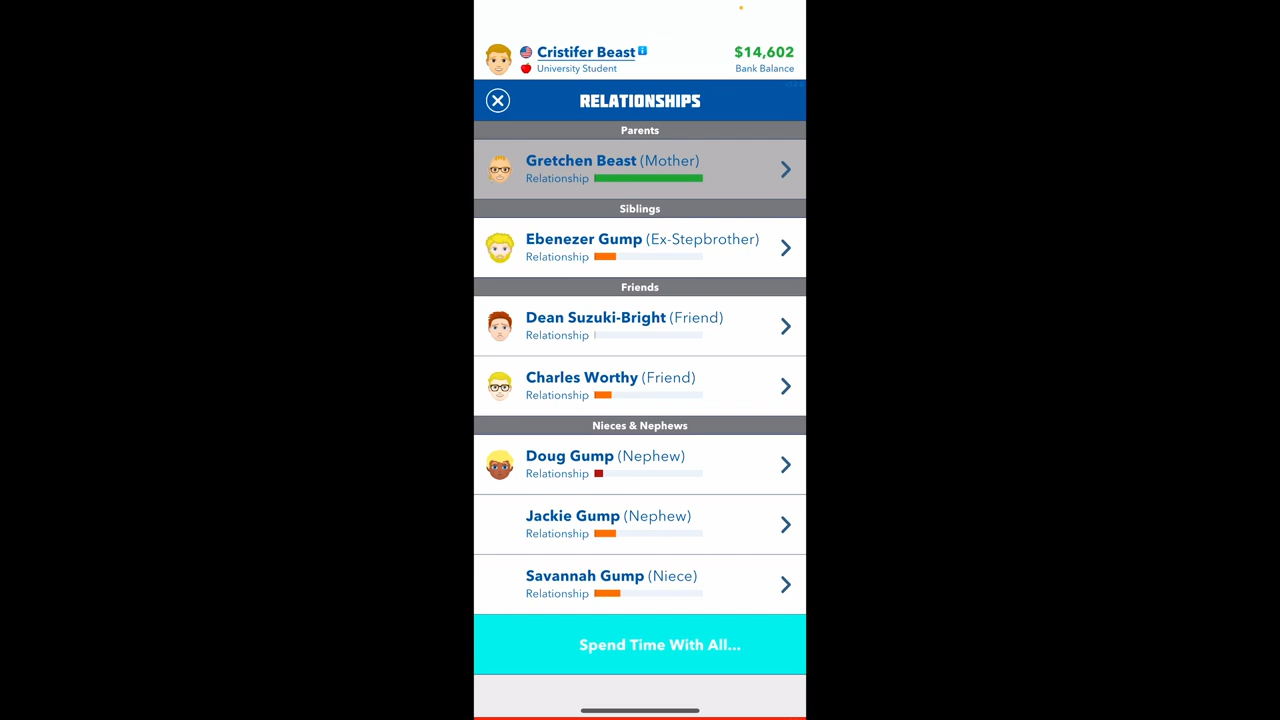 Cristifer Beast
$14,602
University Student
Bank Balance
RELATIONSHIPS
Parents
Gretchen Beast (Mother)
Relationship
Siblings
Ebenezer Gump (Ex-Stepbrother)
Relationship
Friends
Dean Suzuki-Bright (Friend)
Relationship
Charles Worthy (Friend)
Relationship
Nieces & Nephews
Doug Gump (Nephew)
Relationship
Jackie Gump (Nephew)
Relationship
Savannah Gump (Niece)
Relationship
Spend Time With All...